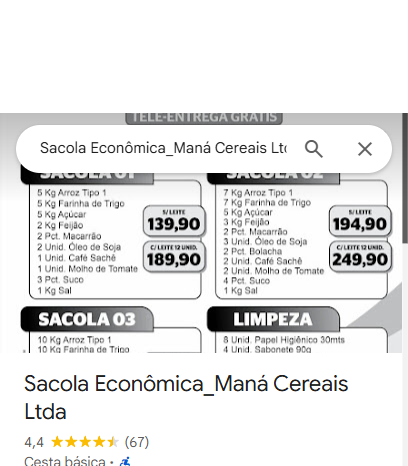 TELE-ENTREGA GRÁTIS
Sacola Econômica_Maná Cereais Ltd
SACOLA 01
5 Kg Arroz Tipo 1
5 Kg Farinha de Trigo
5 Kg Açúcar
2 Kg Feijão
2 Pct. Macarrão
2 Unid. Óleo de Soja
1 Unid. Café Sachê
1 Unid. Molho de Tomate
3 Pct. Suco
1 Kg Sal
S/LEITE
139,90
C/LEITE 12 UNID.
189,90
SACOLA 02
7 Kg Arroz Tipo 1
7 Kg Farinha de Trigo
5 Kg Açúcar
3 Kg Feijão
2 Pct. Macarrão
3 Unid. Óleo de Soja
2 Pct. Bolacha
2 Unid. Café Sachê
2 Unid. Molho de Tomate
4 Pct. Suco
1 Kg Sal
S/LEITE
194,90
C/LEITE 12 UNID.
249,90
SACOLA 03
10 Kg Arroz Tipo 1
10 Kg Farinha de Trigo
LIMPEZA
8 Unid. Papel Higiênico 30mts
4 Unid. Sabonete 90g
Sacola Econômica_Maná Cereais
Ltda
4,4 (67)
Cesta básica ·